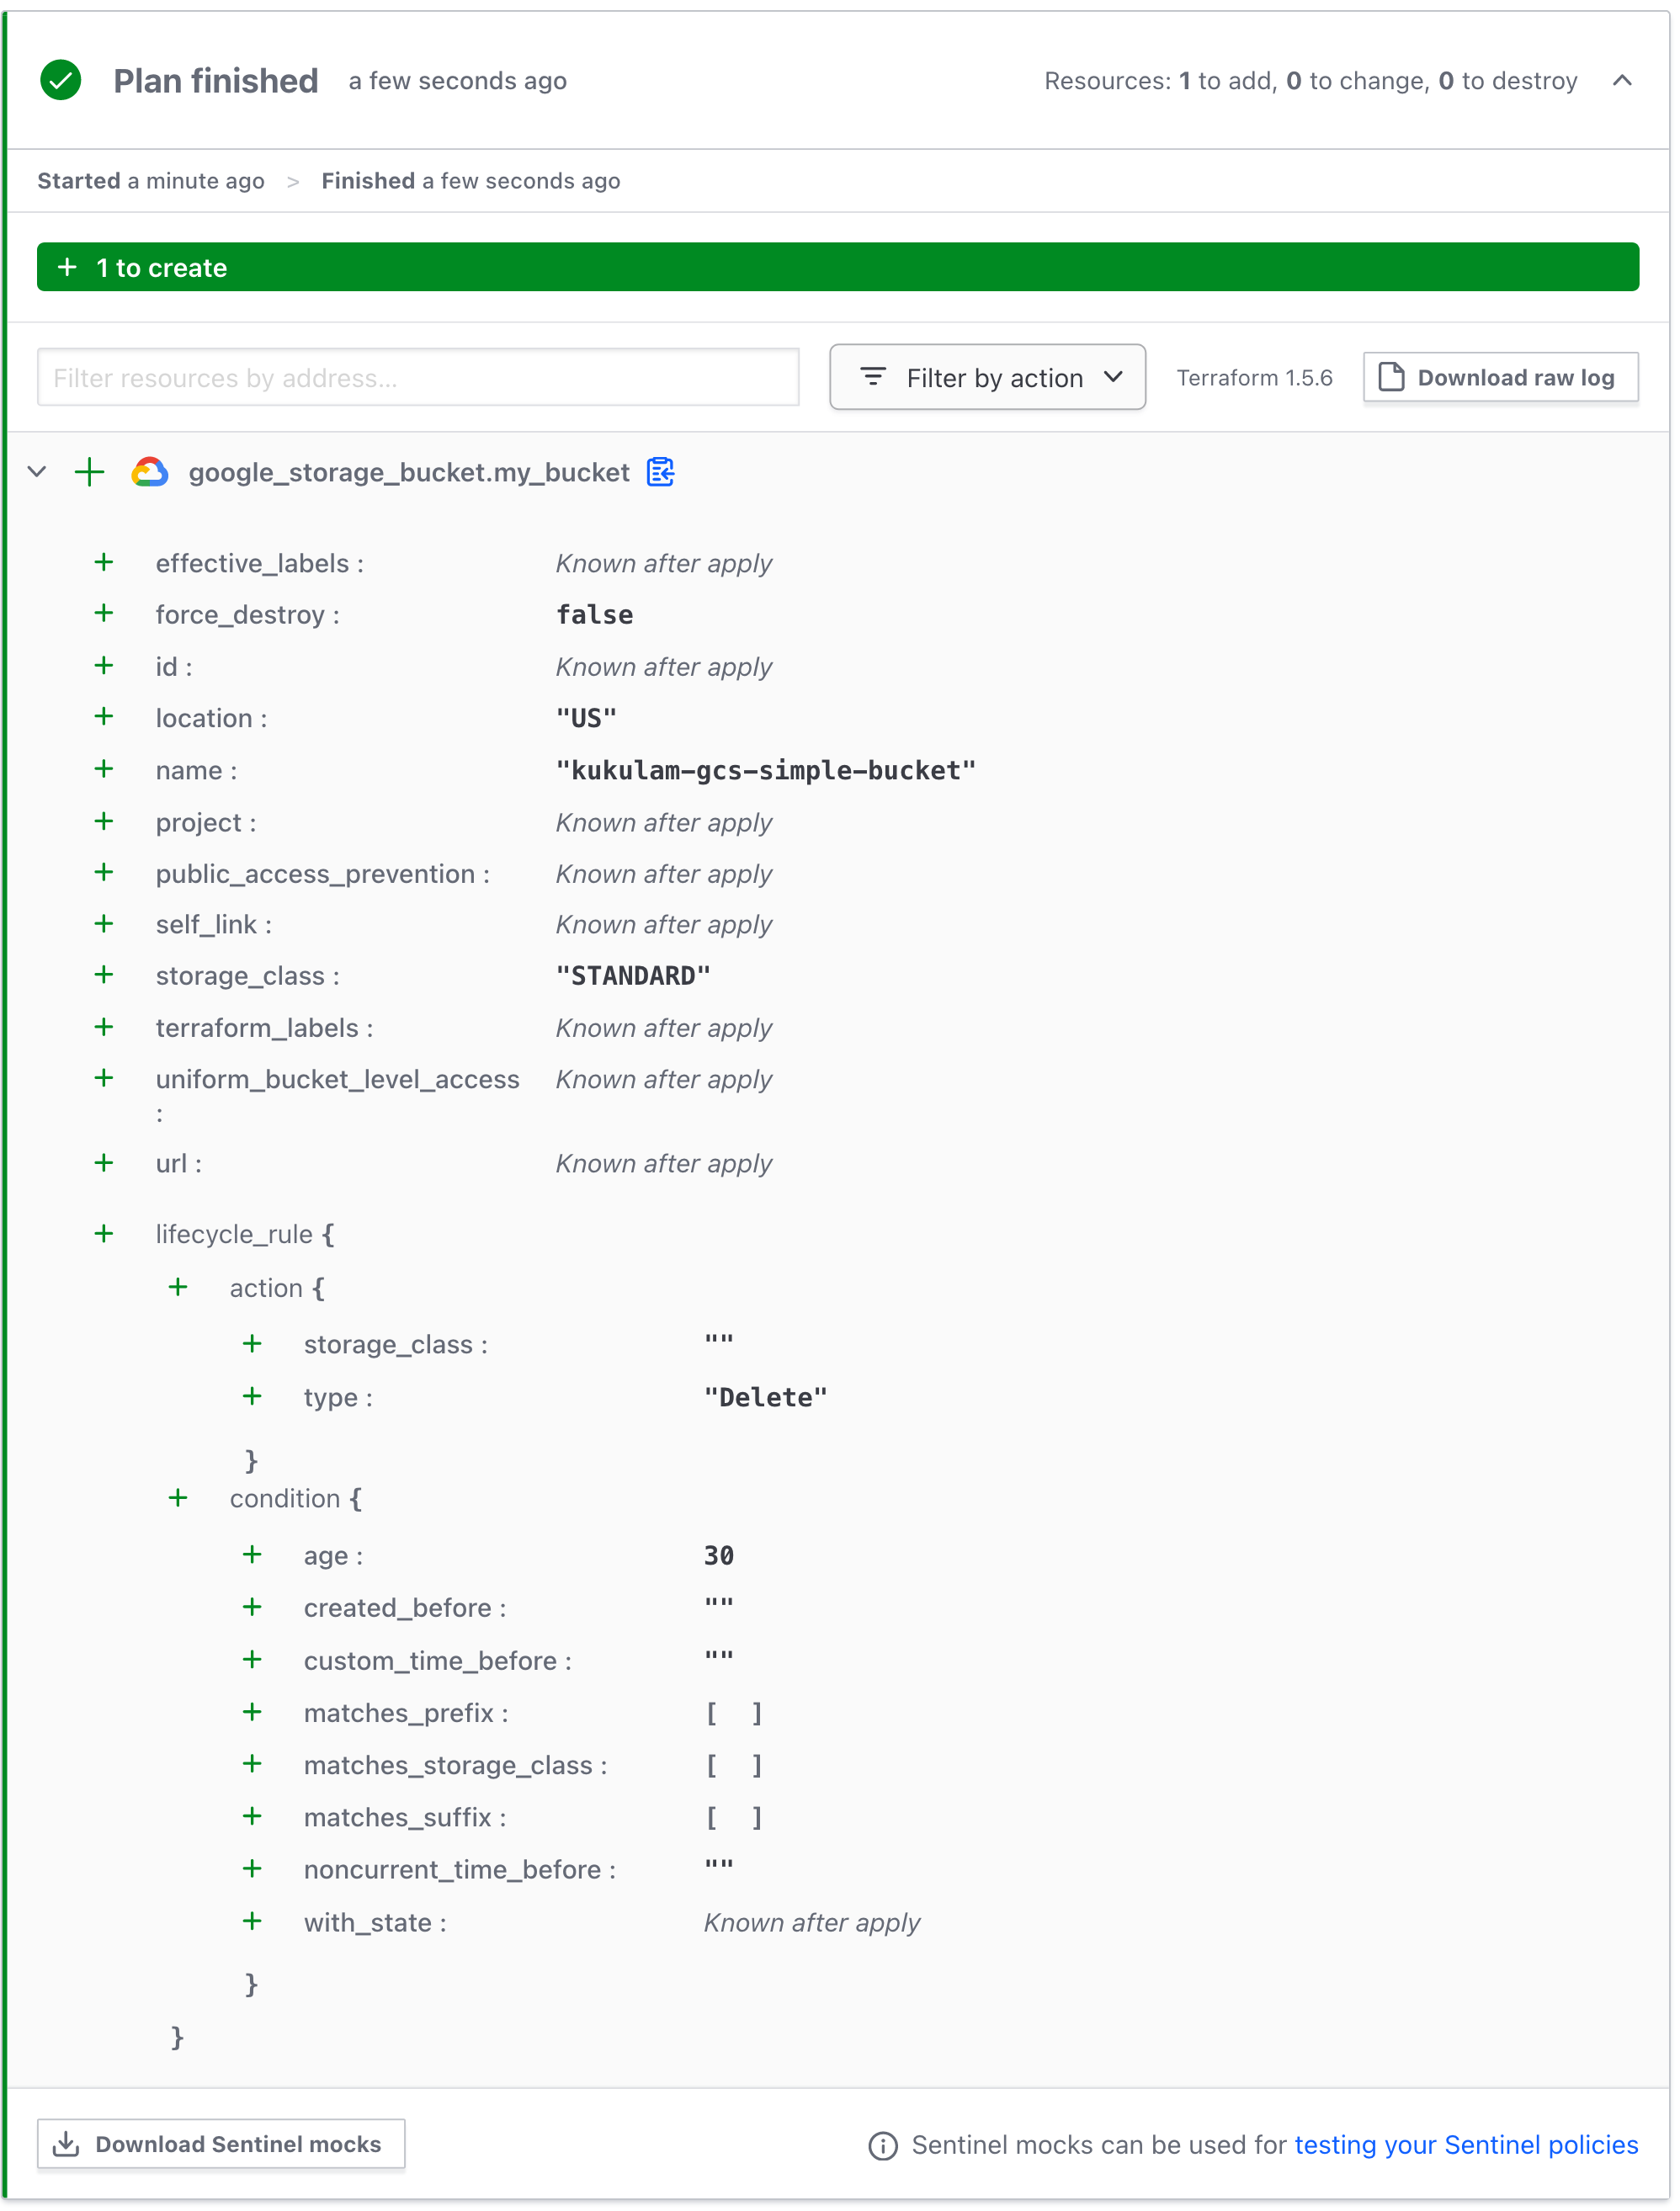 Plan finished a few seconds ago Resources: 1 to add, 0 to change, 0 to destroy
Started a minute ago > Finished a few seconds ago
+ 1 to create
Filter resources by address... Filter by action Terraform 1.5.6 Download raw log
+ google_storage_bucket.my_bucket
+ effective_labels : Known after apply
+ force_destroy : false
+ id : Known after apply
+ location : "US"
+ name : "kukulam-gcs-simple-bucket"
+ project : Known after apply
+ public_access_prevention : Known after apply
+ self_link : Known after apply
+ storage_class : "STANDARD"
+ terraform_labels : Known after apply
+ uniform_bucket_level_access Known after apply
:
+ url : Known after apply
+ lifecycle_rule {
+ action {
+ storage_class : ""
+ type : "Delete"
}
+ condition {
+ age : 30
+ created_before : ""
+ custom_time_before : ""
+ matches_prefix : [ ]
+ matches_storage_class : [ ]
+ matches_suffix : [ ]
+ noncurrent_time_before : ""
+ with_state : Known after apply
}
}
Download Sentinel mocks Sentinel mocks can be used for testing your Sentinel policies